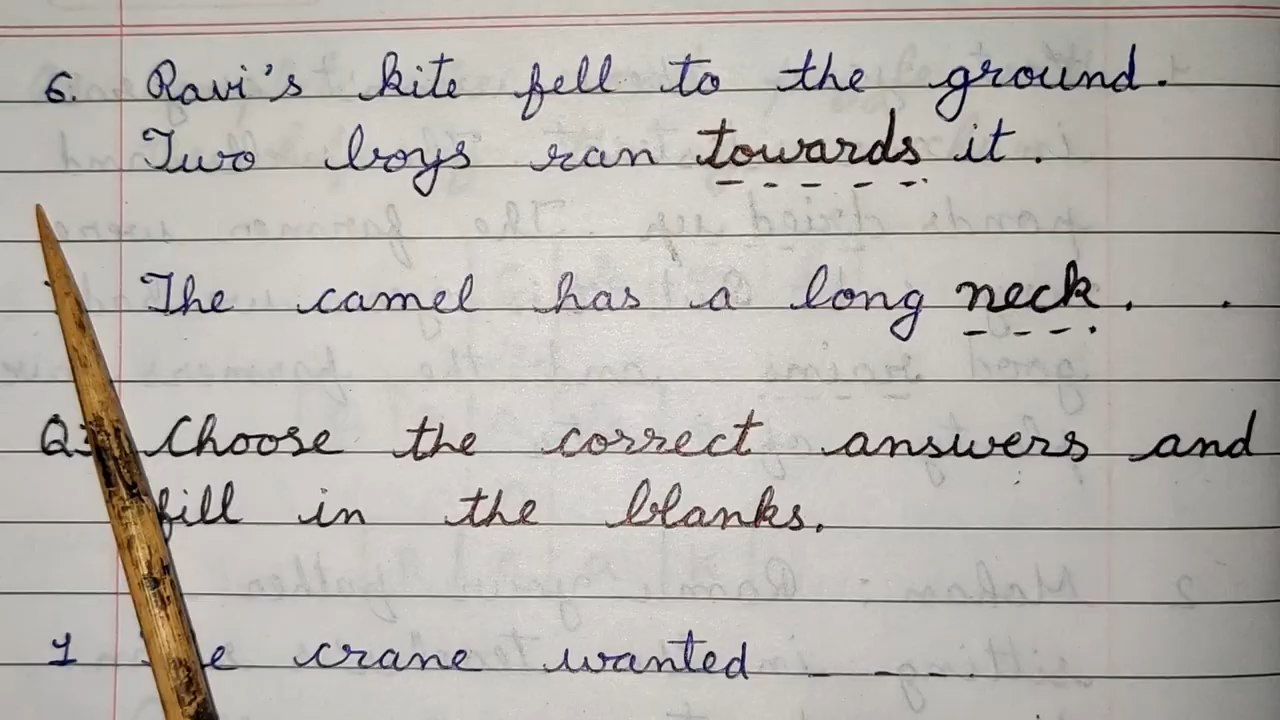 6. Ravi's kite fell to the ground.
Two boys ran towards it.
The camel has a long neck.
Choose the correct answers and
fill in the blanks.
1 crane wanted _ _ _ _